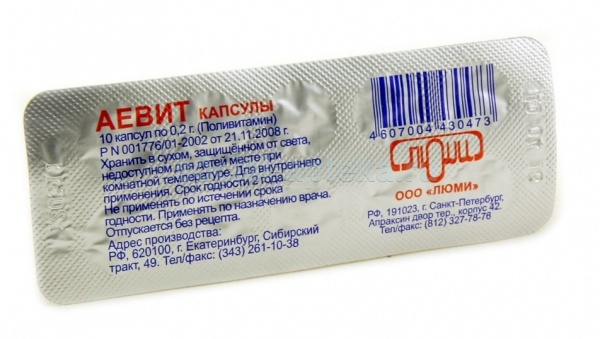 АЕВИТ КАПСУЛЫ
10 капсул по 0,2 г. (Поливитамин)
Р N 001776/01-2002 от 21.11.2008 г.
Хранить в сухом, защищённом от света,
недоступном для детей месте при
комнатной температуре. Для внутреннего
применения. Срок годности 2 года.
Не применять по истечении срока
годности. Применять по назначению врача.
Отпускается без рецепта.
Адрес производства:
РФ, 620100, г. Екатеринбург, Сибирский
тракт, 49. Тел/факс: (343) 261-10-38
4607004430473
люми
ООО «ЛЮМИ»
РФ, 191023, г. Санкт-Петербург,
Апраксин двор тер., корпус 42.
Тел/факс: (812) 327-78-76